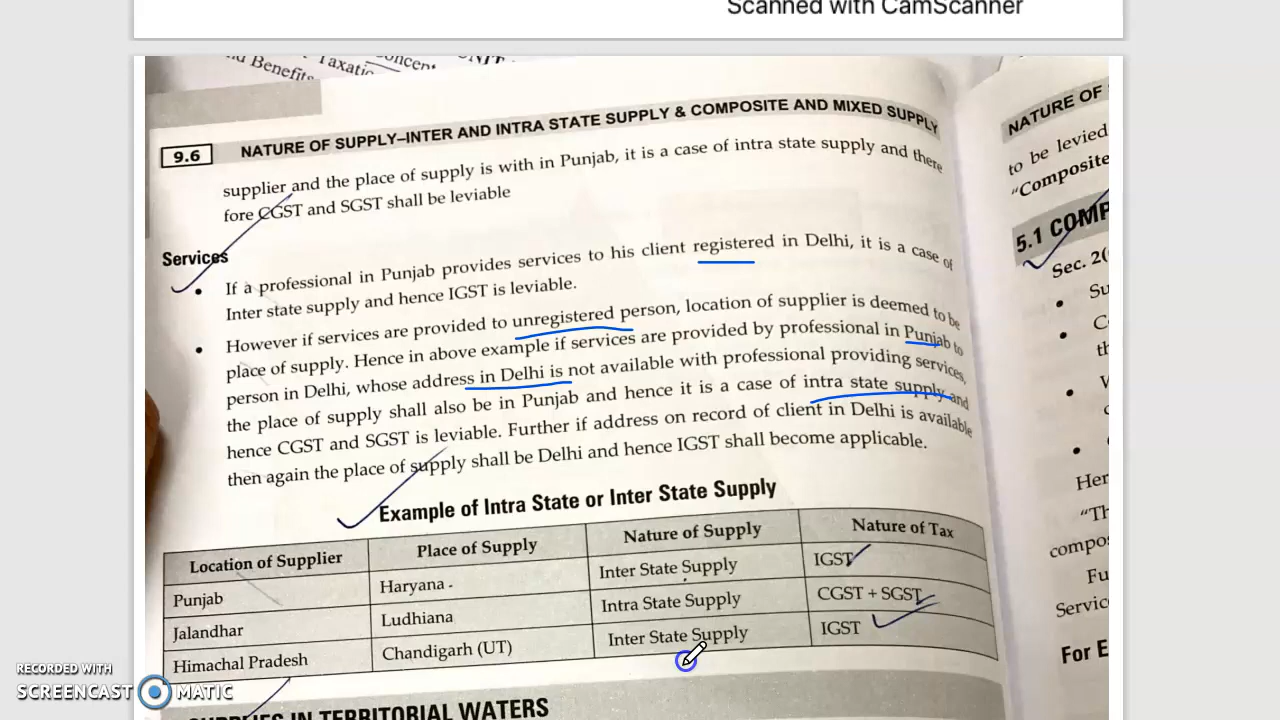 Scanned with CamScanner
Benefits
Taxatio
UNIT
9.6
NATURE OF SUPPLY–INTER AND INTRA STATE SUPPLY & COMPOSITE AND MIXED SUPPLY
supplier and the place of supply is with in Punjab, it is a case of intra state supply and there
fore CGST and SGST shall be leviable
Services
• If a professional in Punjab provides services to his client registered in Delhi, it is a case of
Inter state supply and hence IGST is leviable.
• However if services are provided to unregistered person, location of supplier is deemed to be
place of supply. Hence in above example if services are provided by professional in Punjab to
person in Delhi, whose address in Delhi is not available with professional providing services,
the place of supply shall also be in Punjab and hence it is a case of intra state supply and
hence CGST and SGST is leviable. Further if address on record of client in Delhi is available
then again the place of supply shall be Delhi and hence IGST shall become applicable.
Example of Intra State or Inter State Supply
Location of Supplier Place of Supply Nature of Supply Nature of Tax
Punjab Haryana Inter State Supply IGST
Jalandhar Ludhiana Intra State Supply CGST + SGST
Himachal Pradesh Chandigarh (UT) Inter State Supply IGST
SUPPLIES IN TERRITORIAL WATERS
NATURE OF
to be levied
"Composite
5.1 COMP
Sec. 2(
• Su
• C
th
• W
Her
"Th
compos
Fu
Service
For E
RECORDED WITH
SCREENCAST MATIC